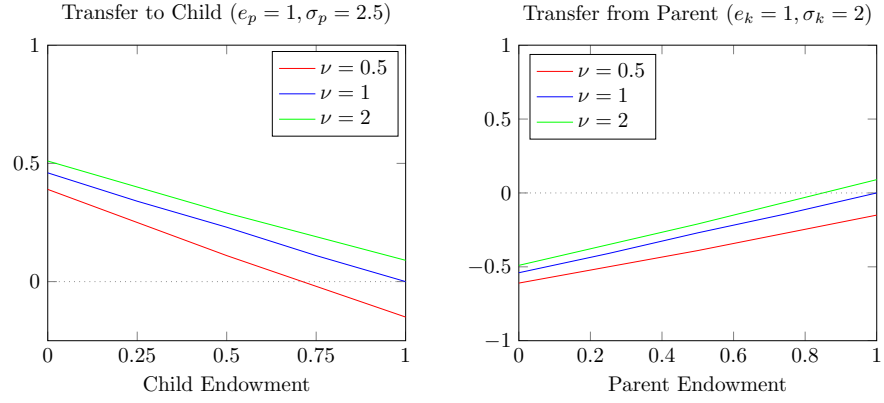 Transfer to Child (e_p = 1, σ_p = 2.5)
1
0.5
0
ν = 0.5
ν = 1
ν = 2
0
0.25
0.5
0.75
1
Child Endowment
Transfer from Parent (e_k = 1, σ_k = 2)
1
0.5
0
−0.5
−1
ν = 0.5
ν = 1
ν = 2
0
0.2
0.4
0.6
0.8
1
Parent Endowment